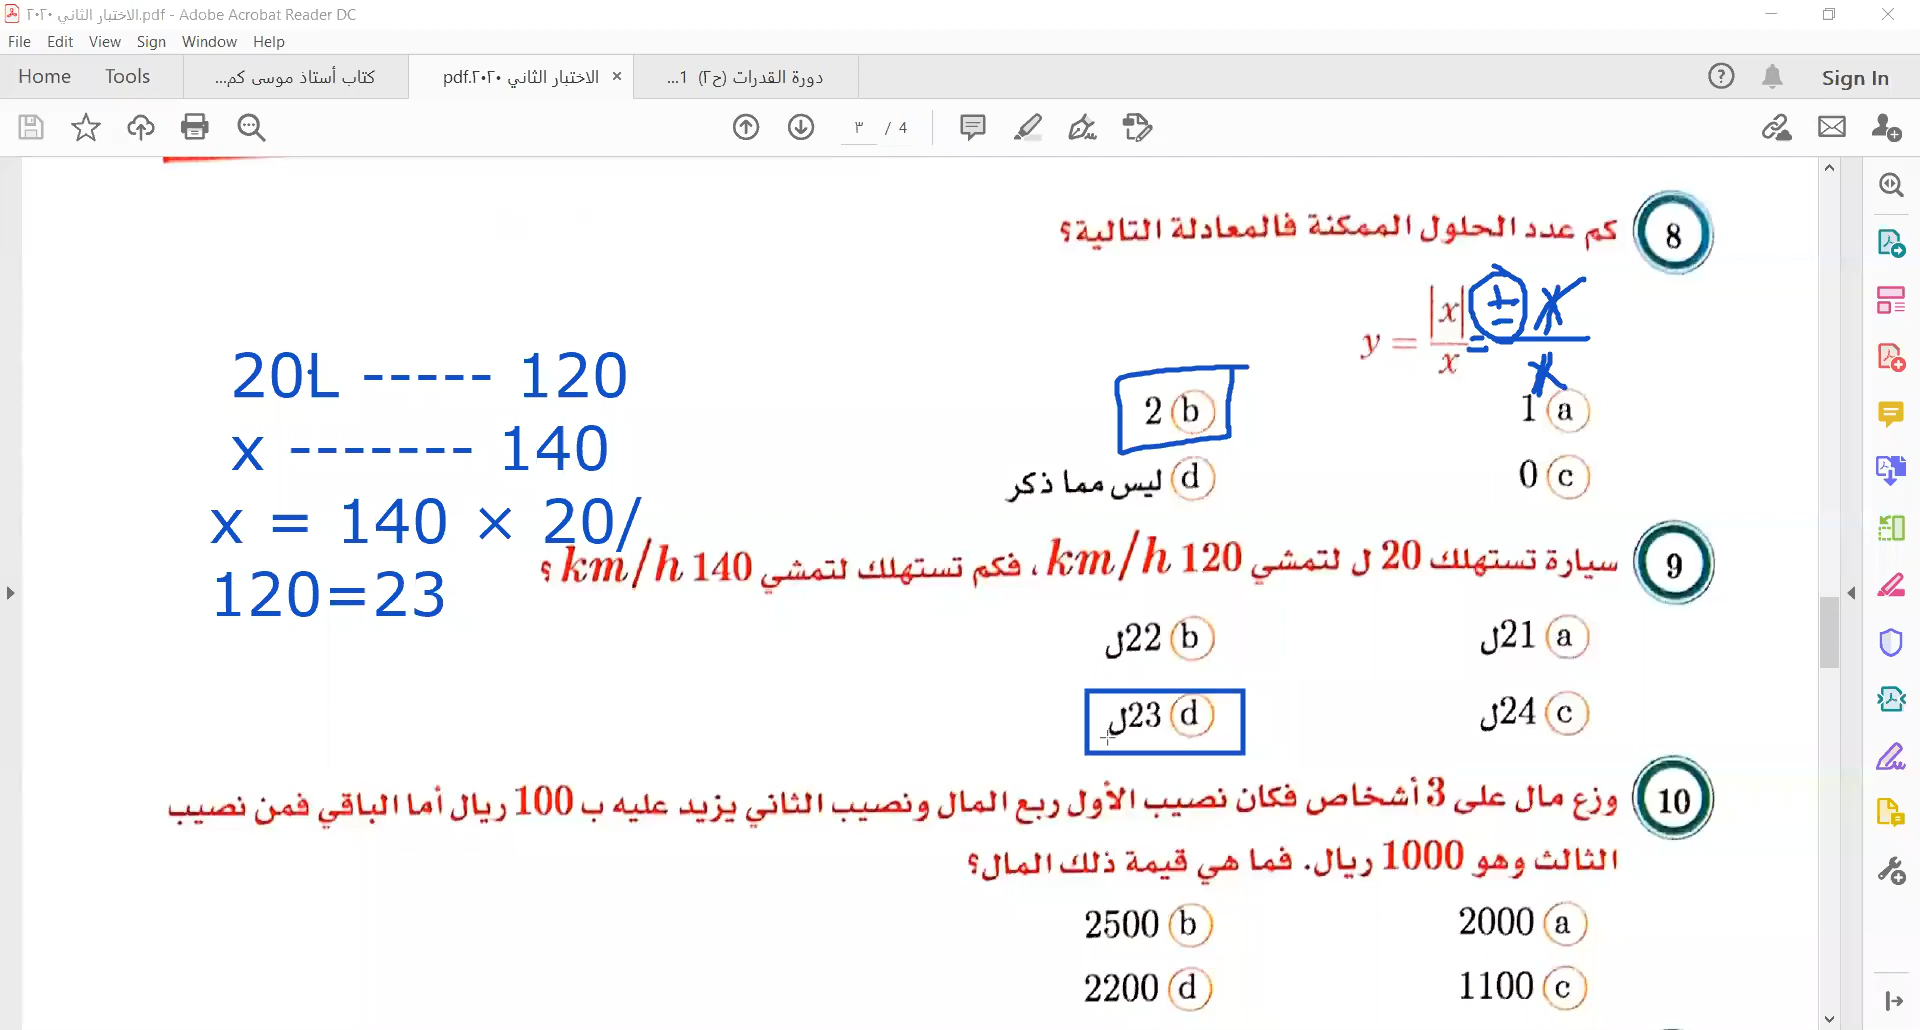 الاختبار الثاني ٢٠٢٠.pdf - Adobe Acrobat Reader DC
File Edit View Sign Window Help
Home Tools كتاب أستاذ موسى كم... الاختبار الثاني ٢٠٢٠.pdf × دورة القدرات (ح٢) 1... Sign In
٣ / 4
8 كم عدد الحلول الممكنة فالمعادلة التالية؟
y = |x|/x = ± x/x
a 1 b 2
c 0 d ليس مما ذكر
20Ł ----- 120
x ------- 140
x = 140 × 20/
120=23
9 سيارة تستهلك 20 ل لتمشي 120 km/h، فكم تستهلك لتمشي 140 km/h ؟
a 21ل b 22ل
c 24ل d 23ل
10 وزع مال على 3 أشخاص فكان نصيب الأول ربع المال ونصيب الثاني يزيد عليه ب 100 ريال أما الباقي فمن نصيب
الثالث وهو 1000 ريال. فما هي قيمة ذلك المال؟
a 2000 b 2500
c 1100 d 2200